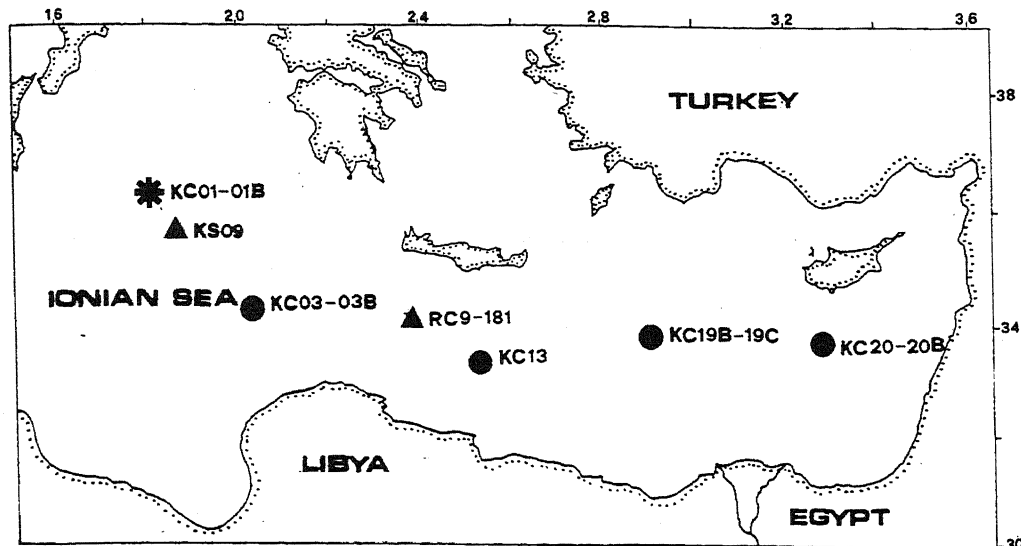 1,6 2,0 2,4 2,8 3,2 3,6
38
TURKEY
KC01-01B
KS09
IONIAN SEA
KC03-03B
RC9-181
34
KC19B-19C
KC20-20B
KC13
LIBYA
EGYPT
30